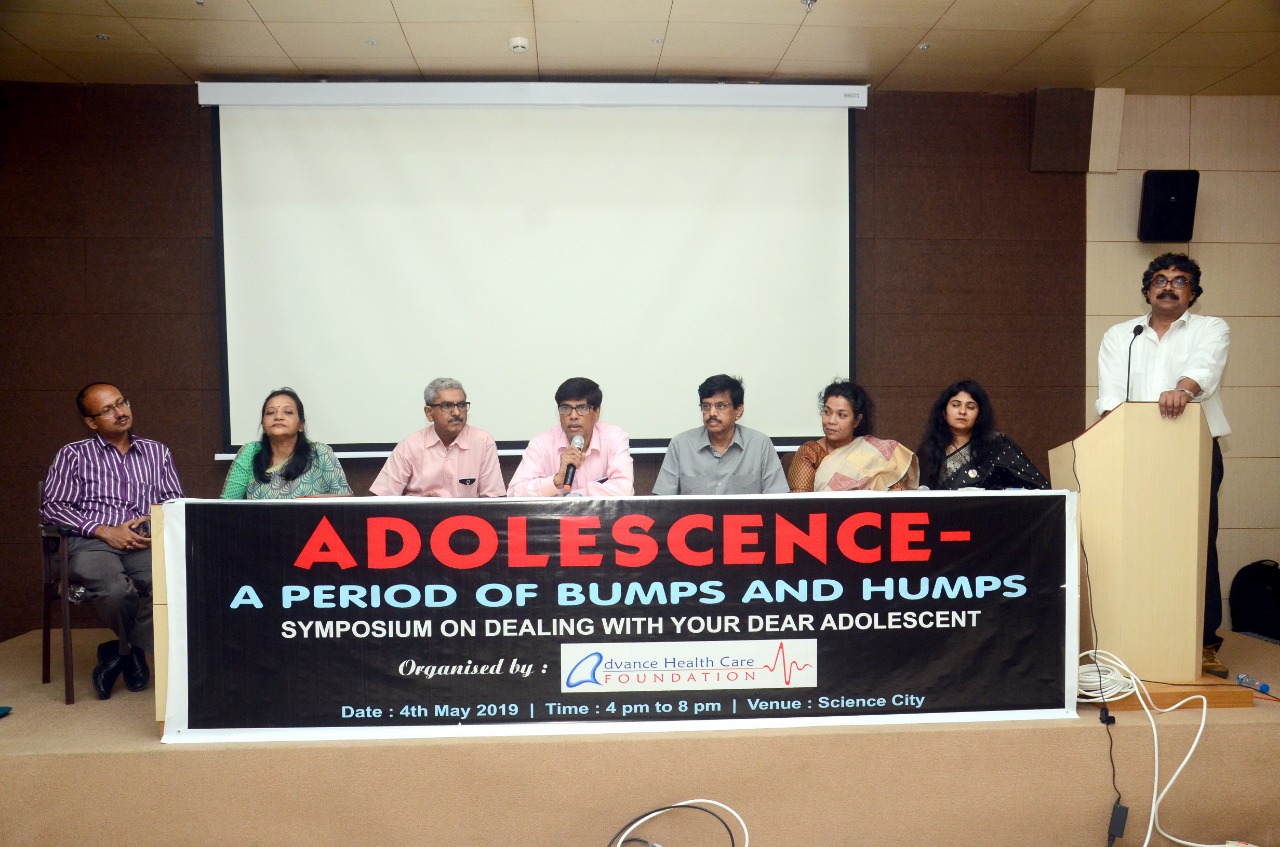 ADOLESCENCE-
A PERIOD OF BUMPS AND HUMPS
SYMPOSIUM ON DEALING WITH YOUR DEAR ADOLESCENT
Organised by :
Advance Health Care
FOUNDATION
Date : 4th May 2019 | Time : 4 pm to 8 pm | Venue : Science City